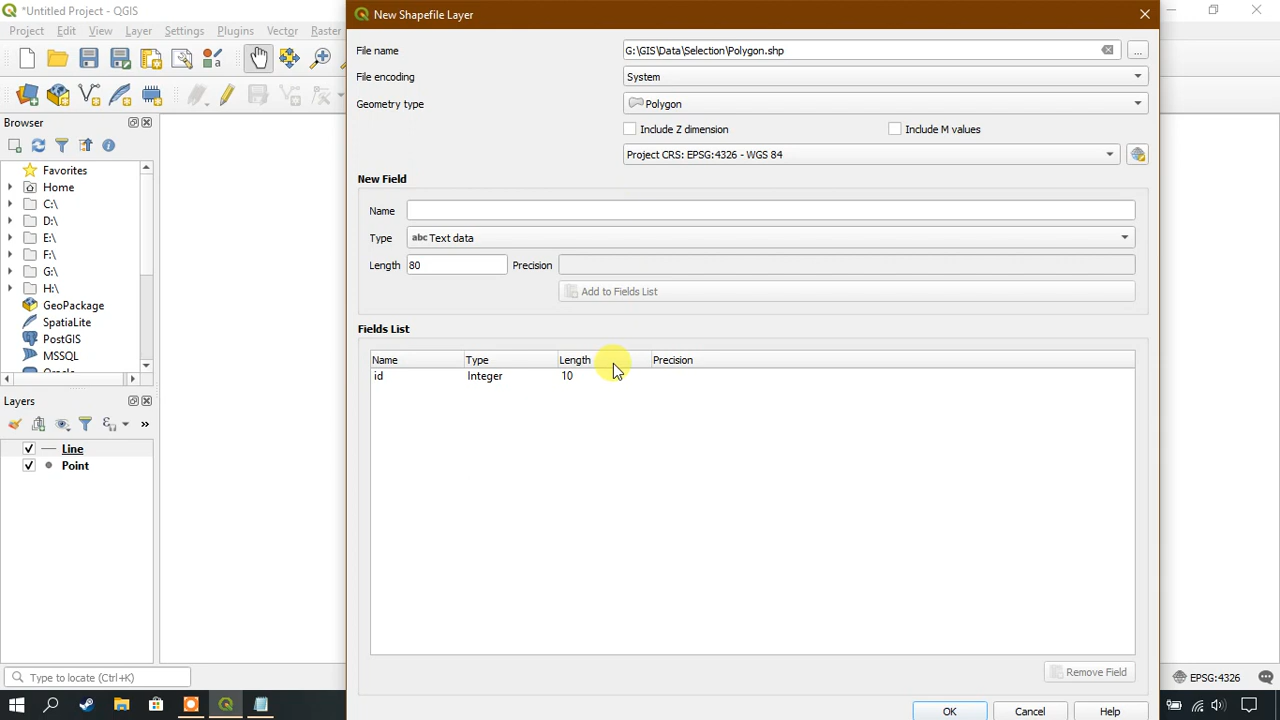 *Untitled Project - QGIS
Project Edit View Layer Settings Plugins Vector Raster
Browser
Favorites
Home
C:\
D:\
E:\
F:\
G:\
H:\
GeoPackage
SpatiaLite
PostGIS
MSSQL
Oracle
Layers
Line
Point
Type to locate (Ctrl+K)
New Shapefile Layer
File name G:\GIS\Data\Selection\Polygon.shp ...
File encoding System
Geometry type Polygon
Include Z dimension Include M values
Project CRS: EPSG:4326 - WGS 84
New Field
Name
Type abc Text data
Length 80 Precision
Add to Fields List
Fields List
Name Type Length Precision
id Integer 10
Remove Field
OK Cancel Help
EPSG:4326